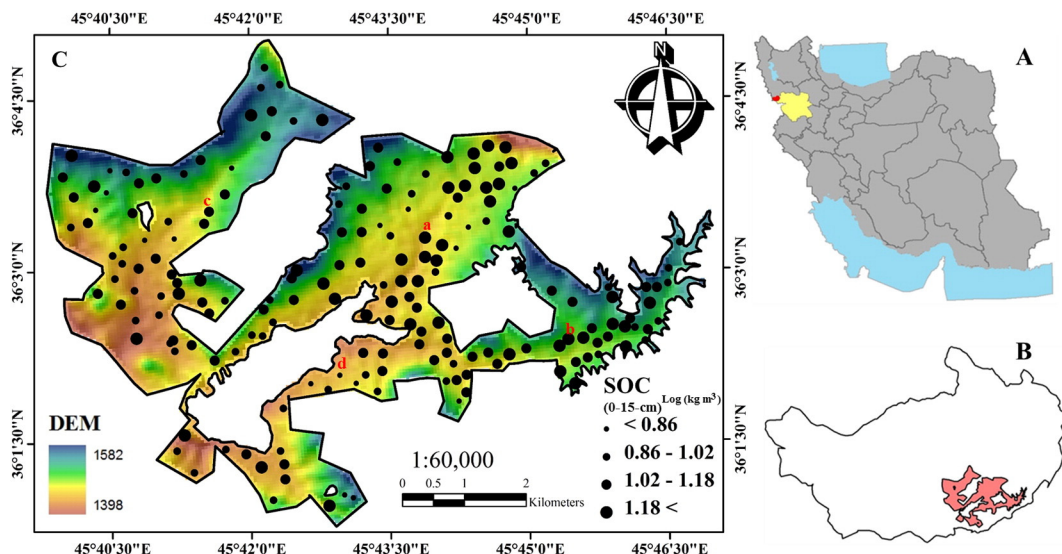 45°40'30"E 45°42'0"E 45°43'30"E 45°45'0"E 45°46'30"E
C
N
A
36°4'30"N
36°4'30"N
c
a
36°3'0"N
36°3'0"N
b
d
B
SOC
(0-15-cm) Log (kg m³)
< 0.86
0.86 - 1.02
1.02 - 1.18
1.18 <
DEM
1582
1398
1:60,000
0 0.5 1 2
Kilometers
36°1'30"N
36°1'30"N
45°40'30"E 45°42'0"E 45°43'30"E 45°45'0"E 45°46'30"E